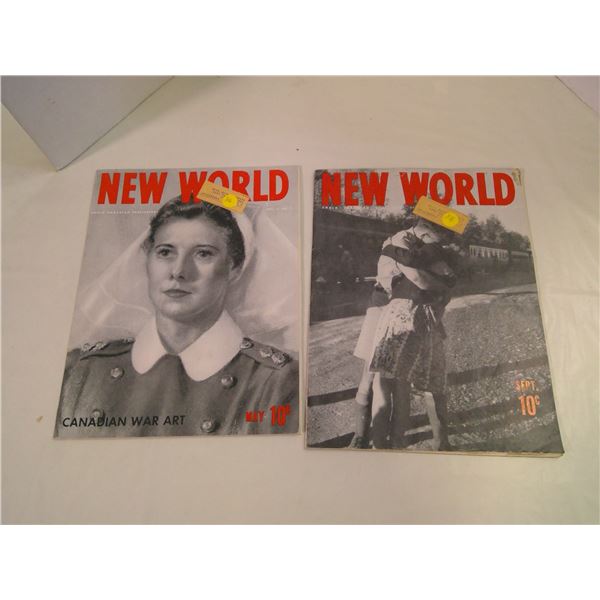 NEW WORLD
CANADIAN WAR ART
MAY 10¢
NEW WORLD
SEPT.
10¢